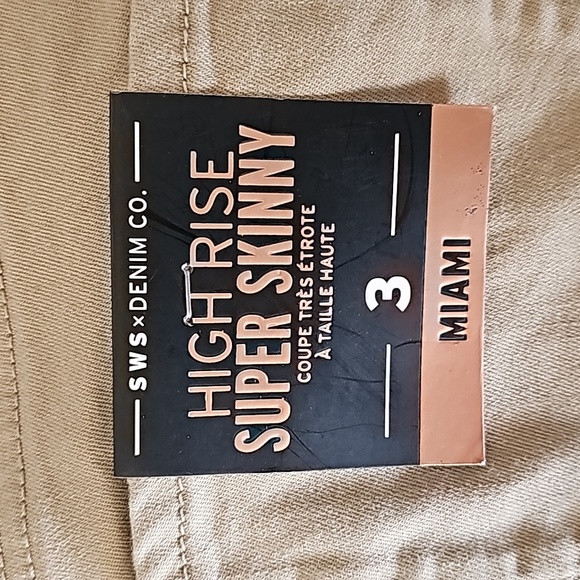 SWS x DENIM CO.
HIGH RISE
SUPER SKINNY
COUPE TRÈS ÉTROTE
À TAILLE HAUTE
3
MIAMI